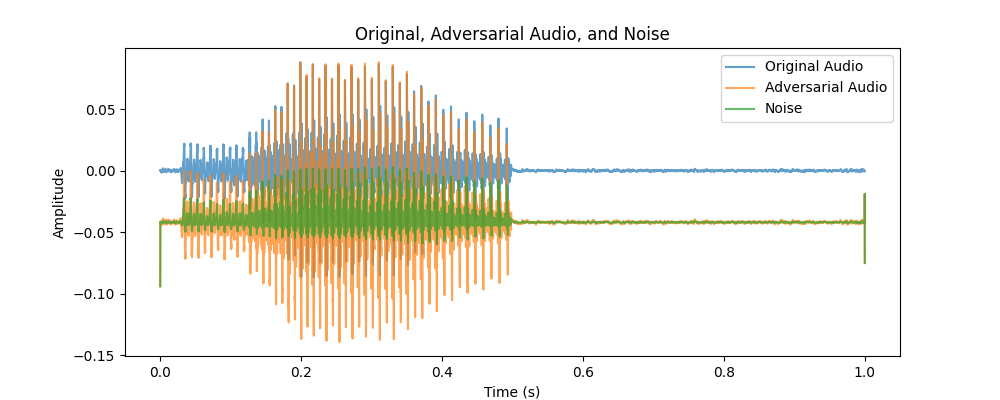 Original, Adversarial Audio, and Noise
Original Audio
Adversarial Audio
Noise
Amplitude
0.05
0.00
−0.05
−0.10
−0.15
0.0
0.2
0.4
0.6
0.8
1.0
Time (s)